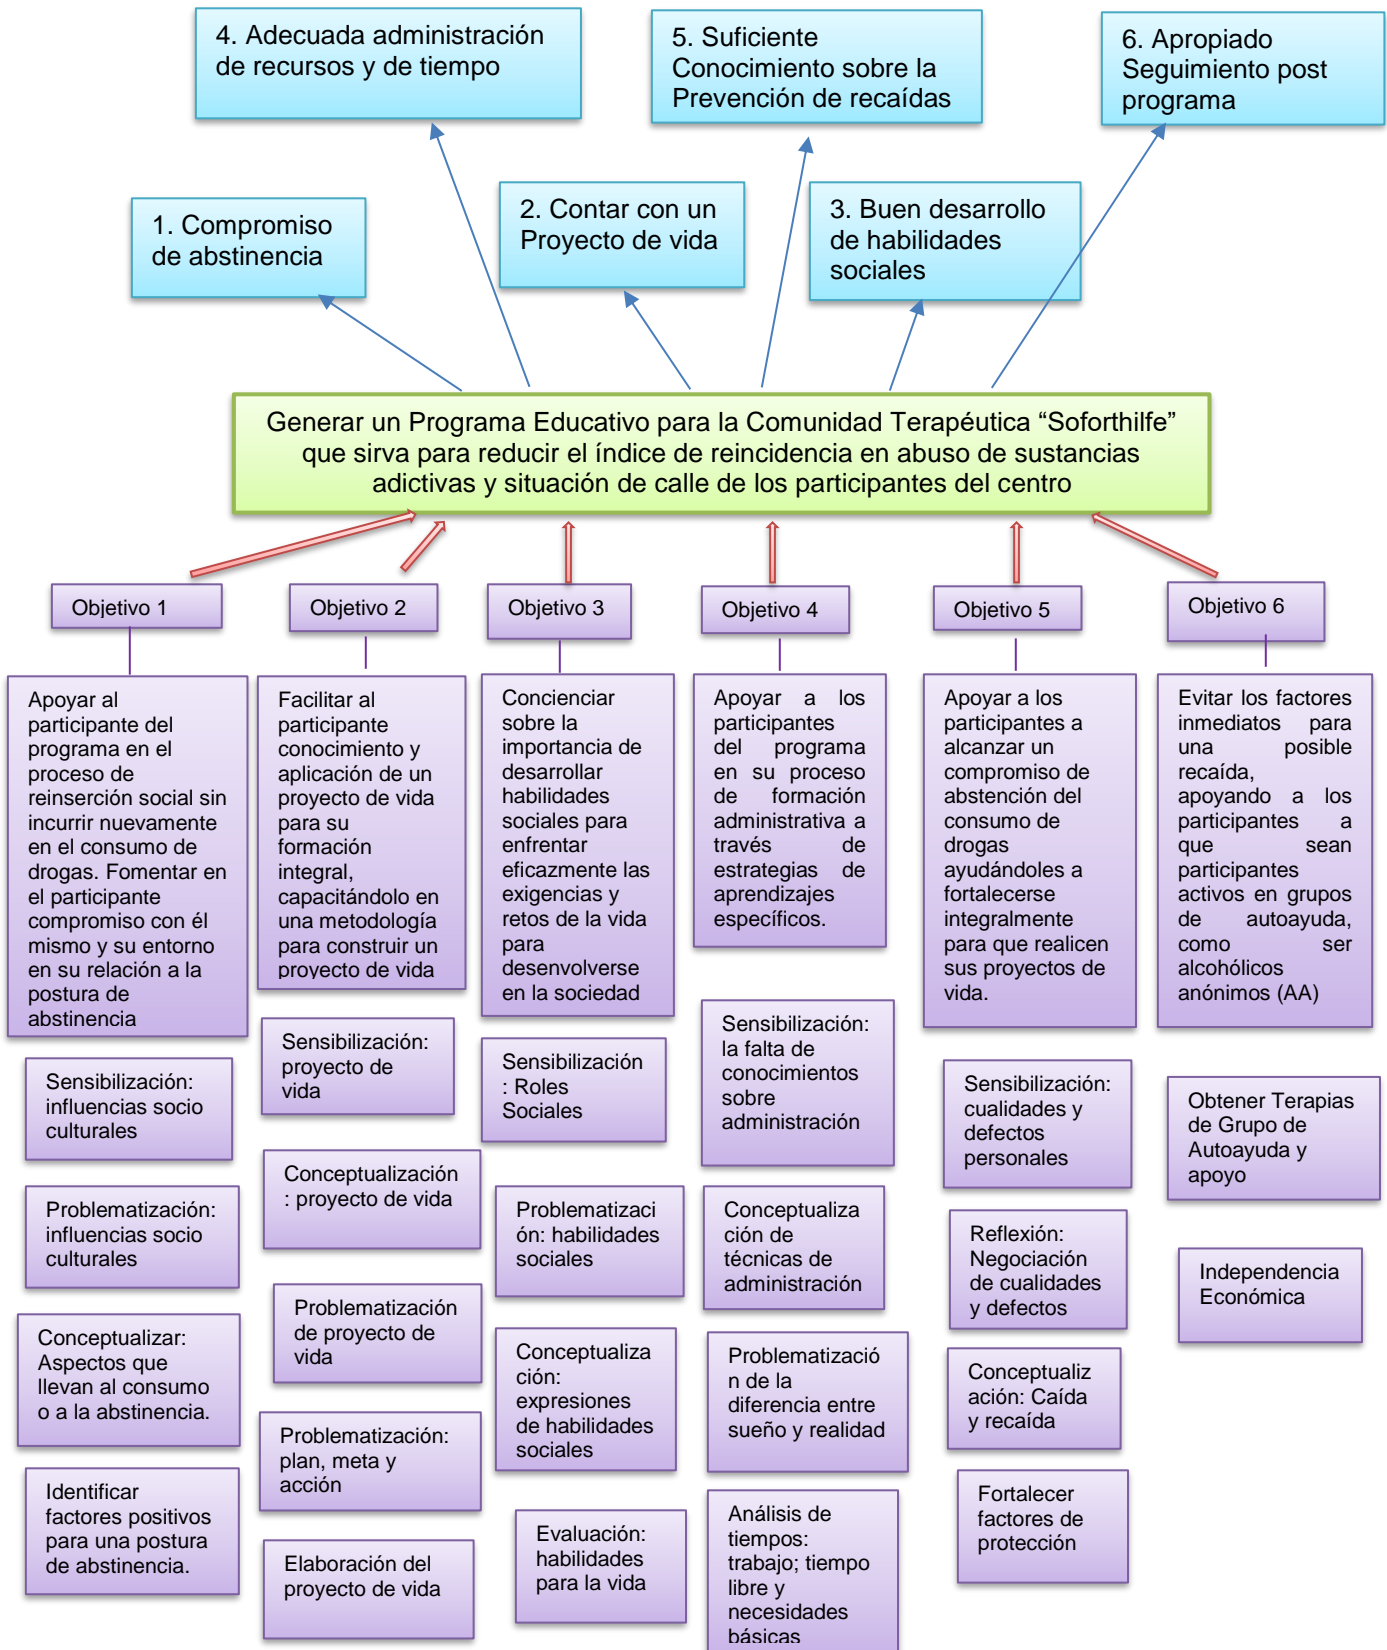 4. Adecuada administración
de recursos y de tiempo
5. Suficiente
Conocimiento sobre la
Prevención de recaídas
6. Apropiado
Seguimiento post
programa
1. Compromiso
de abstinencia
2. Contar con un
Proyecto de vida
3. Buen desarrollo
de habilidades
sociales
Generar un Programa Educativo para la Comunidad Terapéutica “Soforthilfe”
que sirva para reducir el índice de reincidencia en abuso de sustancias
adictivas y situación de calle de los participantes del centro
Objetivo 1
Objetivo 2
Objetivo 3
Objetivo 4
Objetivo 5
Objetivo 6
Apoyar al
participante del
programa en el
proceso de
reinserción social sin
incurrir nuevamente
en el consumo de
drogas. Fomentar en
el participante
compromiso con él
mismo y su entorno
en su relación a la
postura de
abstinencia
Facilitar al
participante
conocimiento y
aplicación de un
proyecto de vida
para su
formación
integral,
capacitándolo en
una metodología
para construir un
proyecto de vida
Concienciar
sobre la
importancia de
desarrollar
habilidades
sociales para
enfrentar
eficazmente las
exigencias y
retos de la vida
para
desenvolverse
en la sociedad
Apoyar a los
participantes
del programa
en su proceso
de formación
administrativa a
través de
estrategias de
aprendizajes
específicos.
Apoyar a los
participantes a
alcanzar un
compromiso de
abstención del
consumo de
drogas
ayudándoles a
fortalecerse
integralmente
para que realicen
sus proyectos de
vida.
Evitar los factores
inmediatos para
una posible
recaída,
apoyando a los
participantes a
que sean
participantes
activos en grupos
de autoayuda,
como ser
alcohólicos
anónimos (AA)
Sensibilización:
influencias socio
culturales
Problematización:
influencias socio
culturales
Conceptualizar:
Aspectos que
llevan al consumo
o a la abstinencia.
Identificar
factores positivos
para una postura
de abstinencia.
Sensibilización:
proyecto de
vida
Conceptualización
: proyecto de vida
Problematización
de proyecto de
vida
Problematización:
plan, meta y
acción
Elaboración del
proyecto de vida
Sensibilización
: Roles
Sociales
Problematizaci
ón: habilidades
sociales
Conceptualiza
ción:
expresiones
de habilidades
sociales
Evaluación:
habilidades
para la vida
Sensibilización:
la falta de
conocimientos
sobre
administración
Conceptualiza
ción de
técnicas de
administración
Problematizació
n de la
diferencia entre
sueño y realidad
Análisis de
tiempos:
trabajo; tiempo
libre y
necesidades
básicas
Sensibilización:
cualidades y
defectos
personales
Reflexión:
Negociación
de cualidades
y defectos
Conceptualiz
ación: Caída
y recaída
Fortalecer
factores de
protección
Obtener Terapias
de Grupo de
Autoayuda y
apoyo
Independencia
Económica